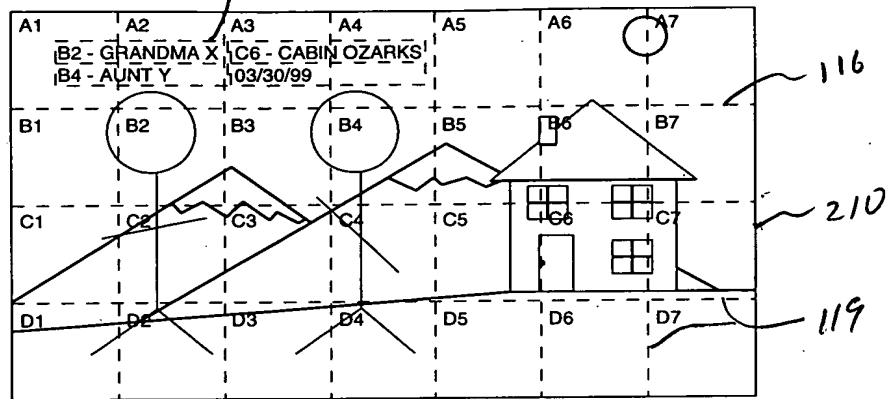 A1 A2 A3 A4 A5 A6 A7
B2 - GRANDMA X C6 - CABIN OZARKS
B4 - AUNT Y 03/30/99
116
B1 B2 B3 B4 B5 B6 B7
210
C1 C2 C3 C4 C5 C6 C7
119
D1 D2 D3 D4 D5 D6 D7